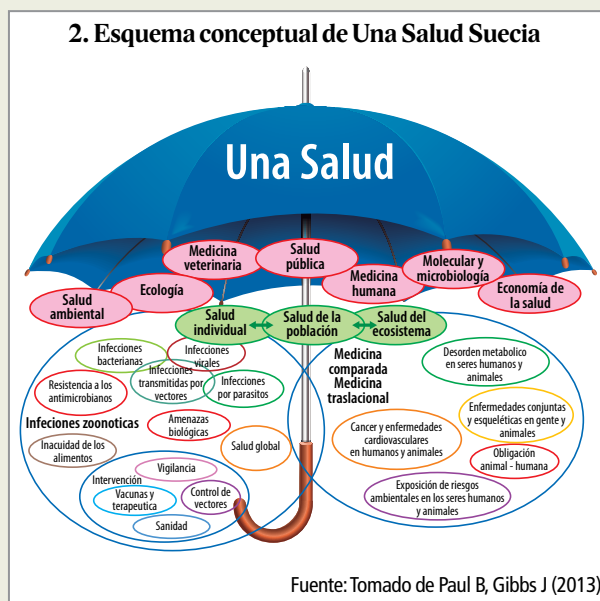 2. Esquema conceptual de Una Salud Suecia
Una Salud
Medicina
veterinaria
Salud
pública
Medicina
humana
Molecular y
microbiología
Economía de
la salud
Ecología
Salud
ambiental
Salud
individual
Salud de la
población
Salud del
ecosistema
Infecciones
bacterianas
Infecciones
virales
Infecciones
transmitidas por
vectores
Infecciones
por parasitos
Resistencia a los
antimicrobianos
Infeciones zoonoticas
Amenazas
biológicas
Inacuidad de los
alimentos
Salud global
Intervención
Vigilancia
Vacunas y
terapeutica
Control de
vectores
Sanidad
Medicina
comparada
Medicina
traslacional
Desorden metabolico
en seres humanos y
animales
Enfermedades conjuntas
y esqueléticas en gente y
animales
Cancer y enfermedades
cardiovasculares
en humanos y animales
Obligación
animal - humana
Exposición de riesgos
ambientales en los seres humanos
y animales
Fuente: Tomado de Paul B, Gibbs J (2013)